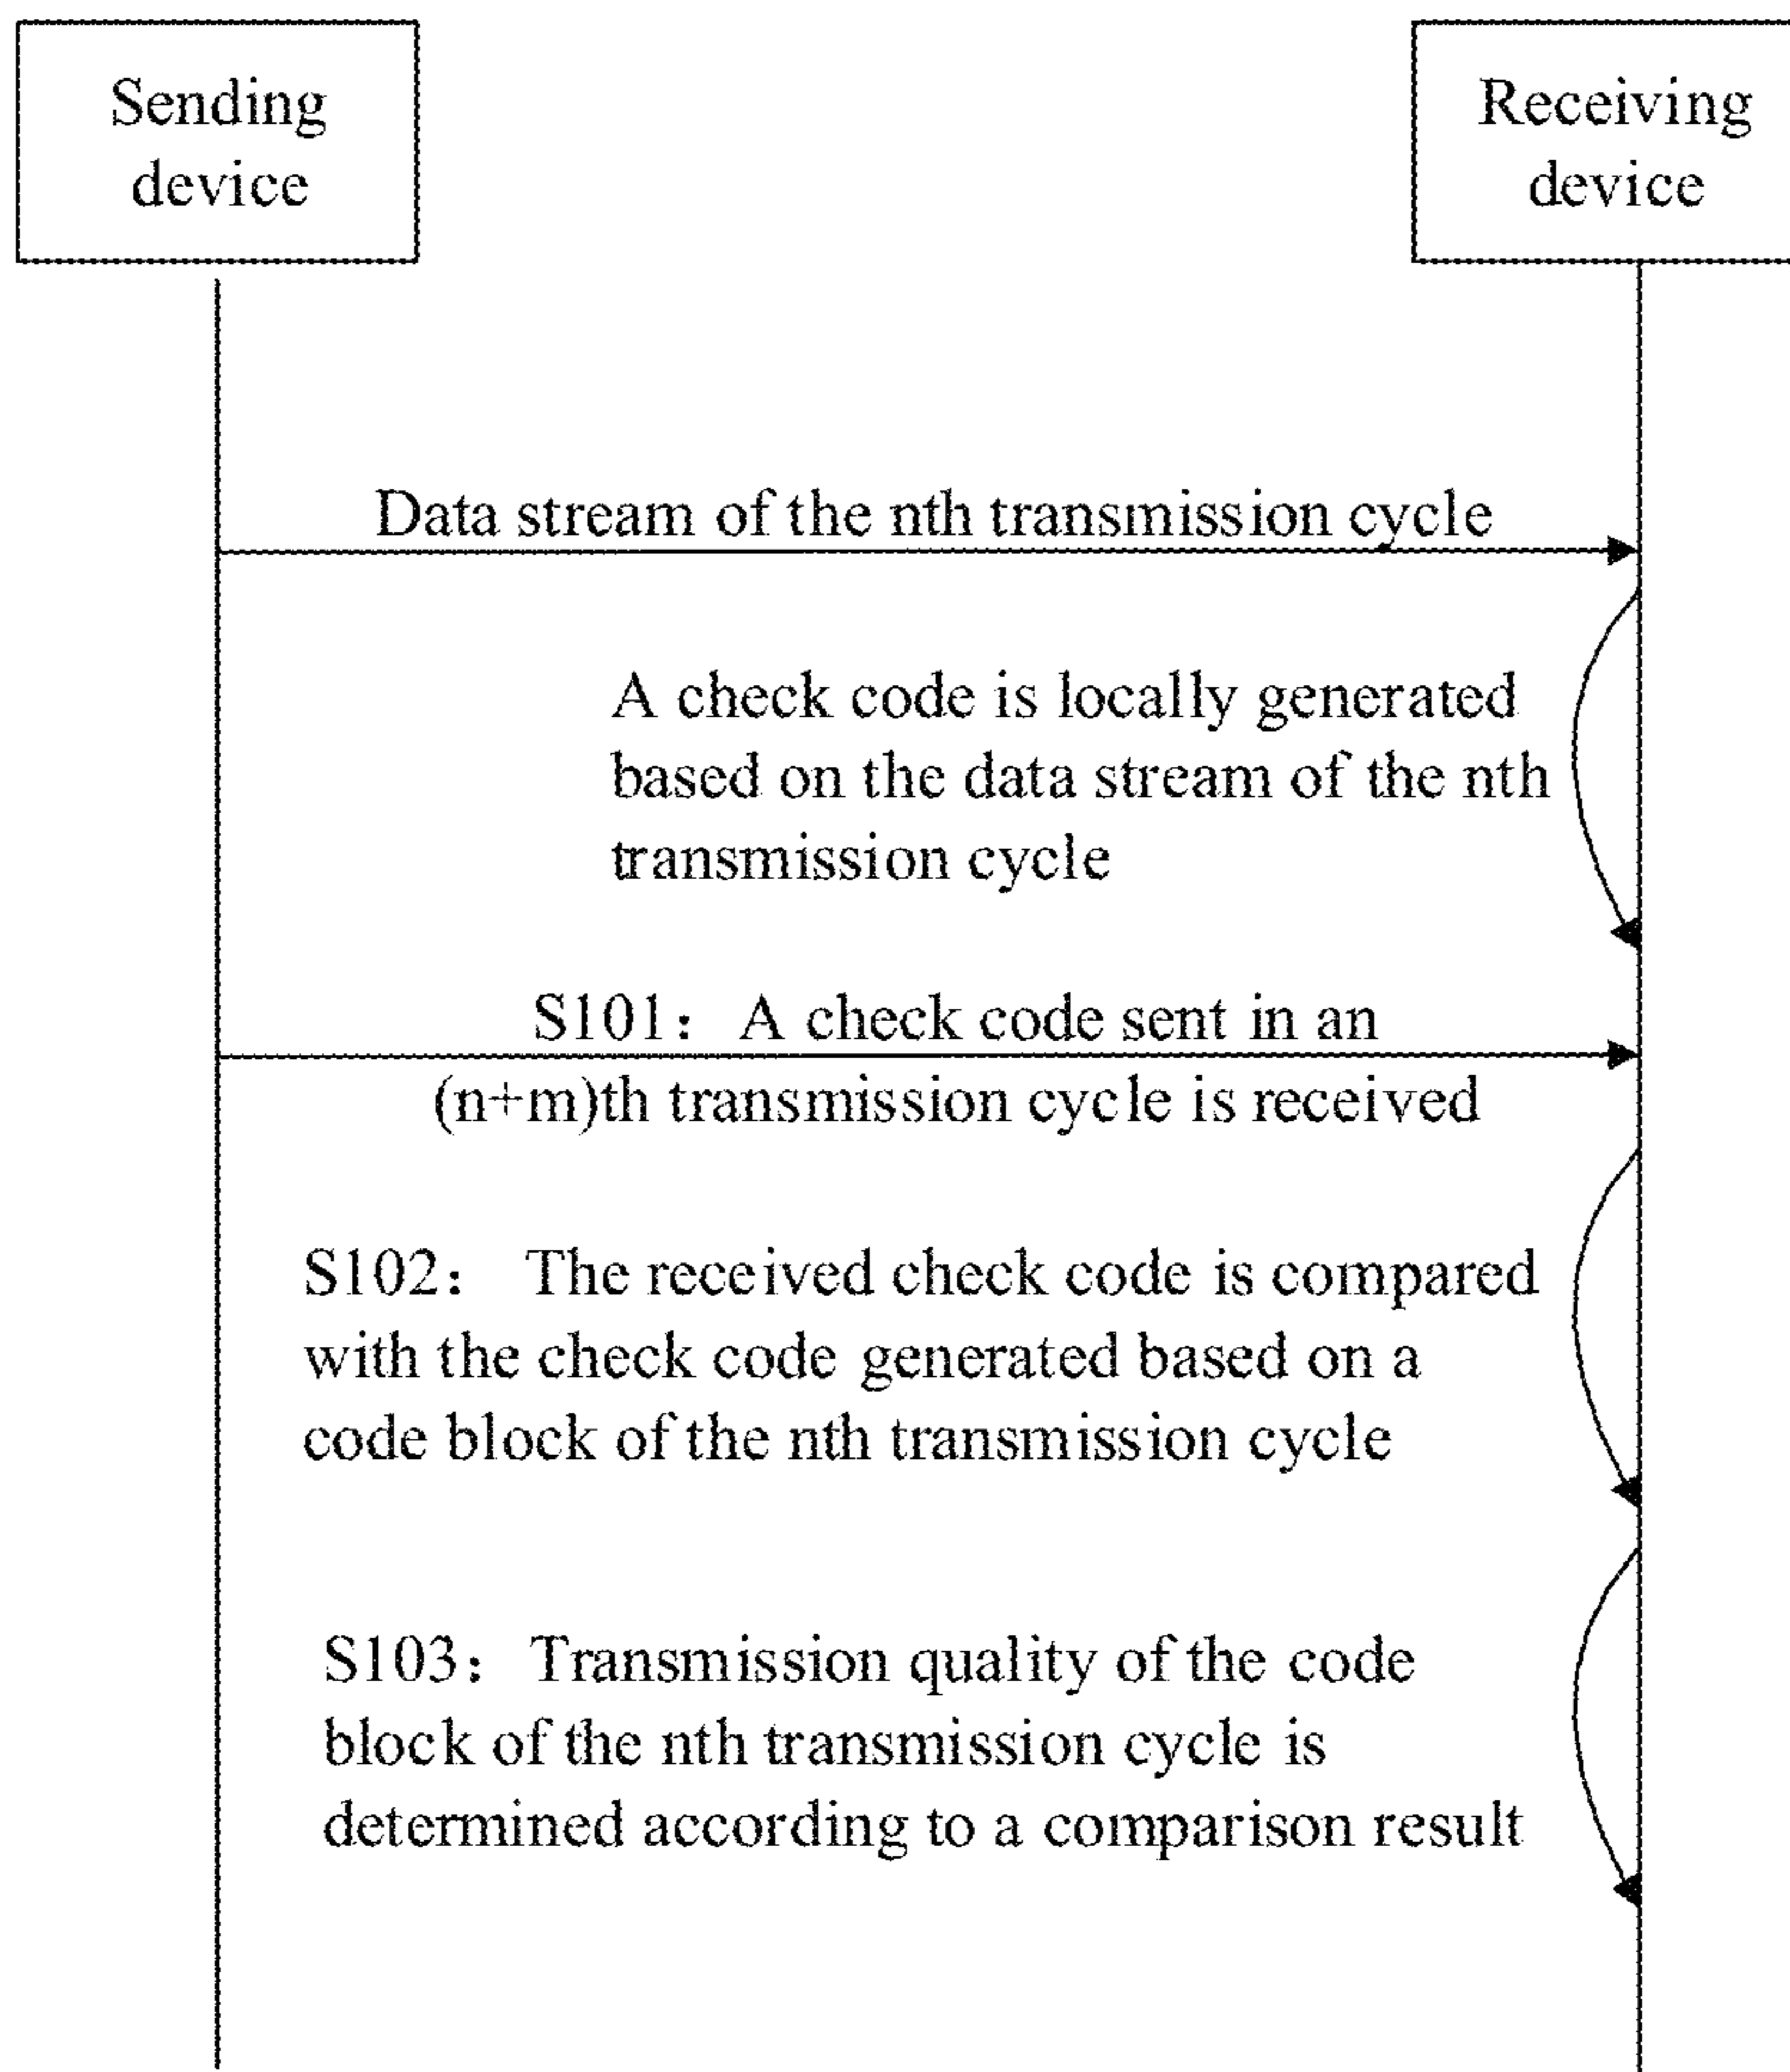 Sending
device
Receiving
device
Data stream of the nth transmission cycle
A check code is locally generated
based on the data stream of the nth
transmission cycle
S101： A check code sent in an
(n+m)th transmission cycle is received
S102： The received check code is compared
with the check code generated based on a
code block of the nth transmission cycle
S103： Transmission quality of the code
block of the nth transmission cycle is
determined according to a comparison result